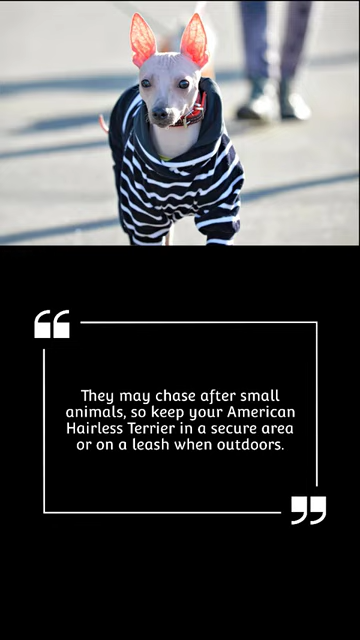 They may chase after small
animals, so keep your American
Hairless Terrier in a secure area
or on a leash when outdoors.